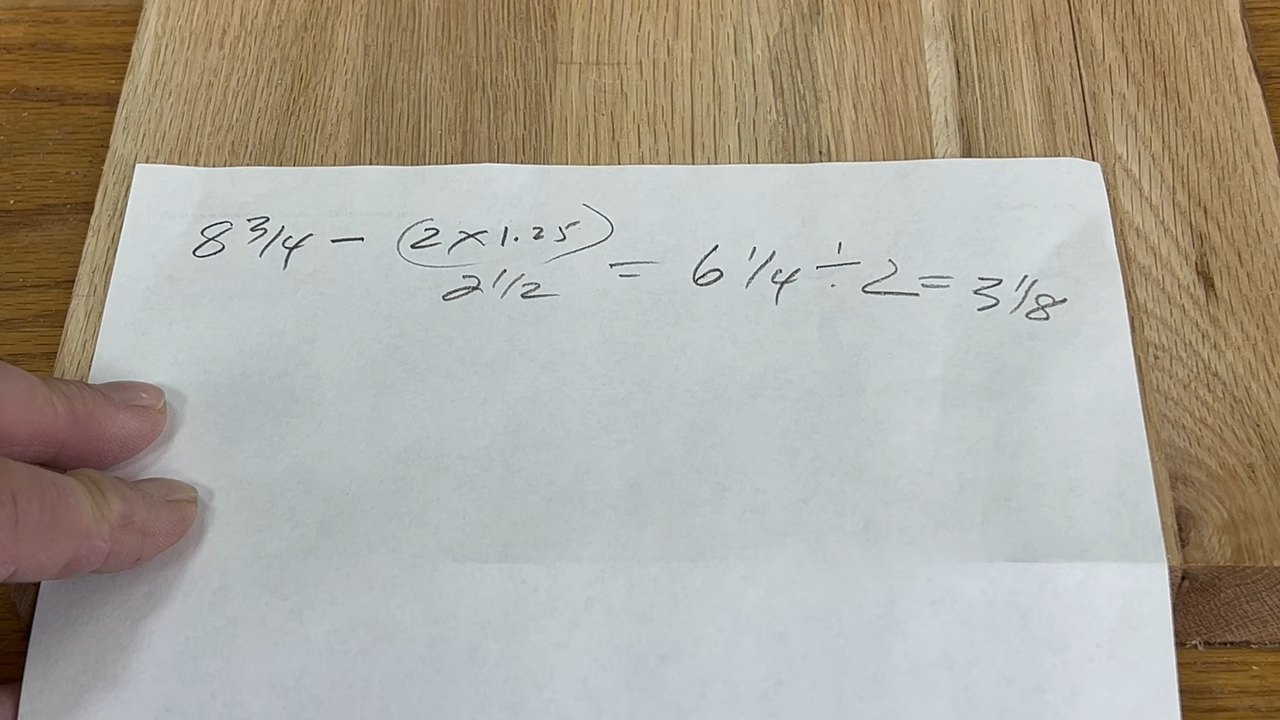 8 3/4 - (2 x 1.25) = 6 1/4 ÷ 2 = 3 1/8
2 1/2